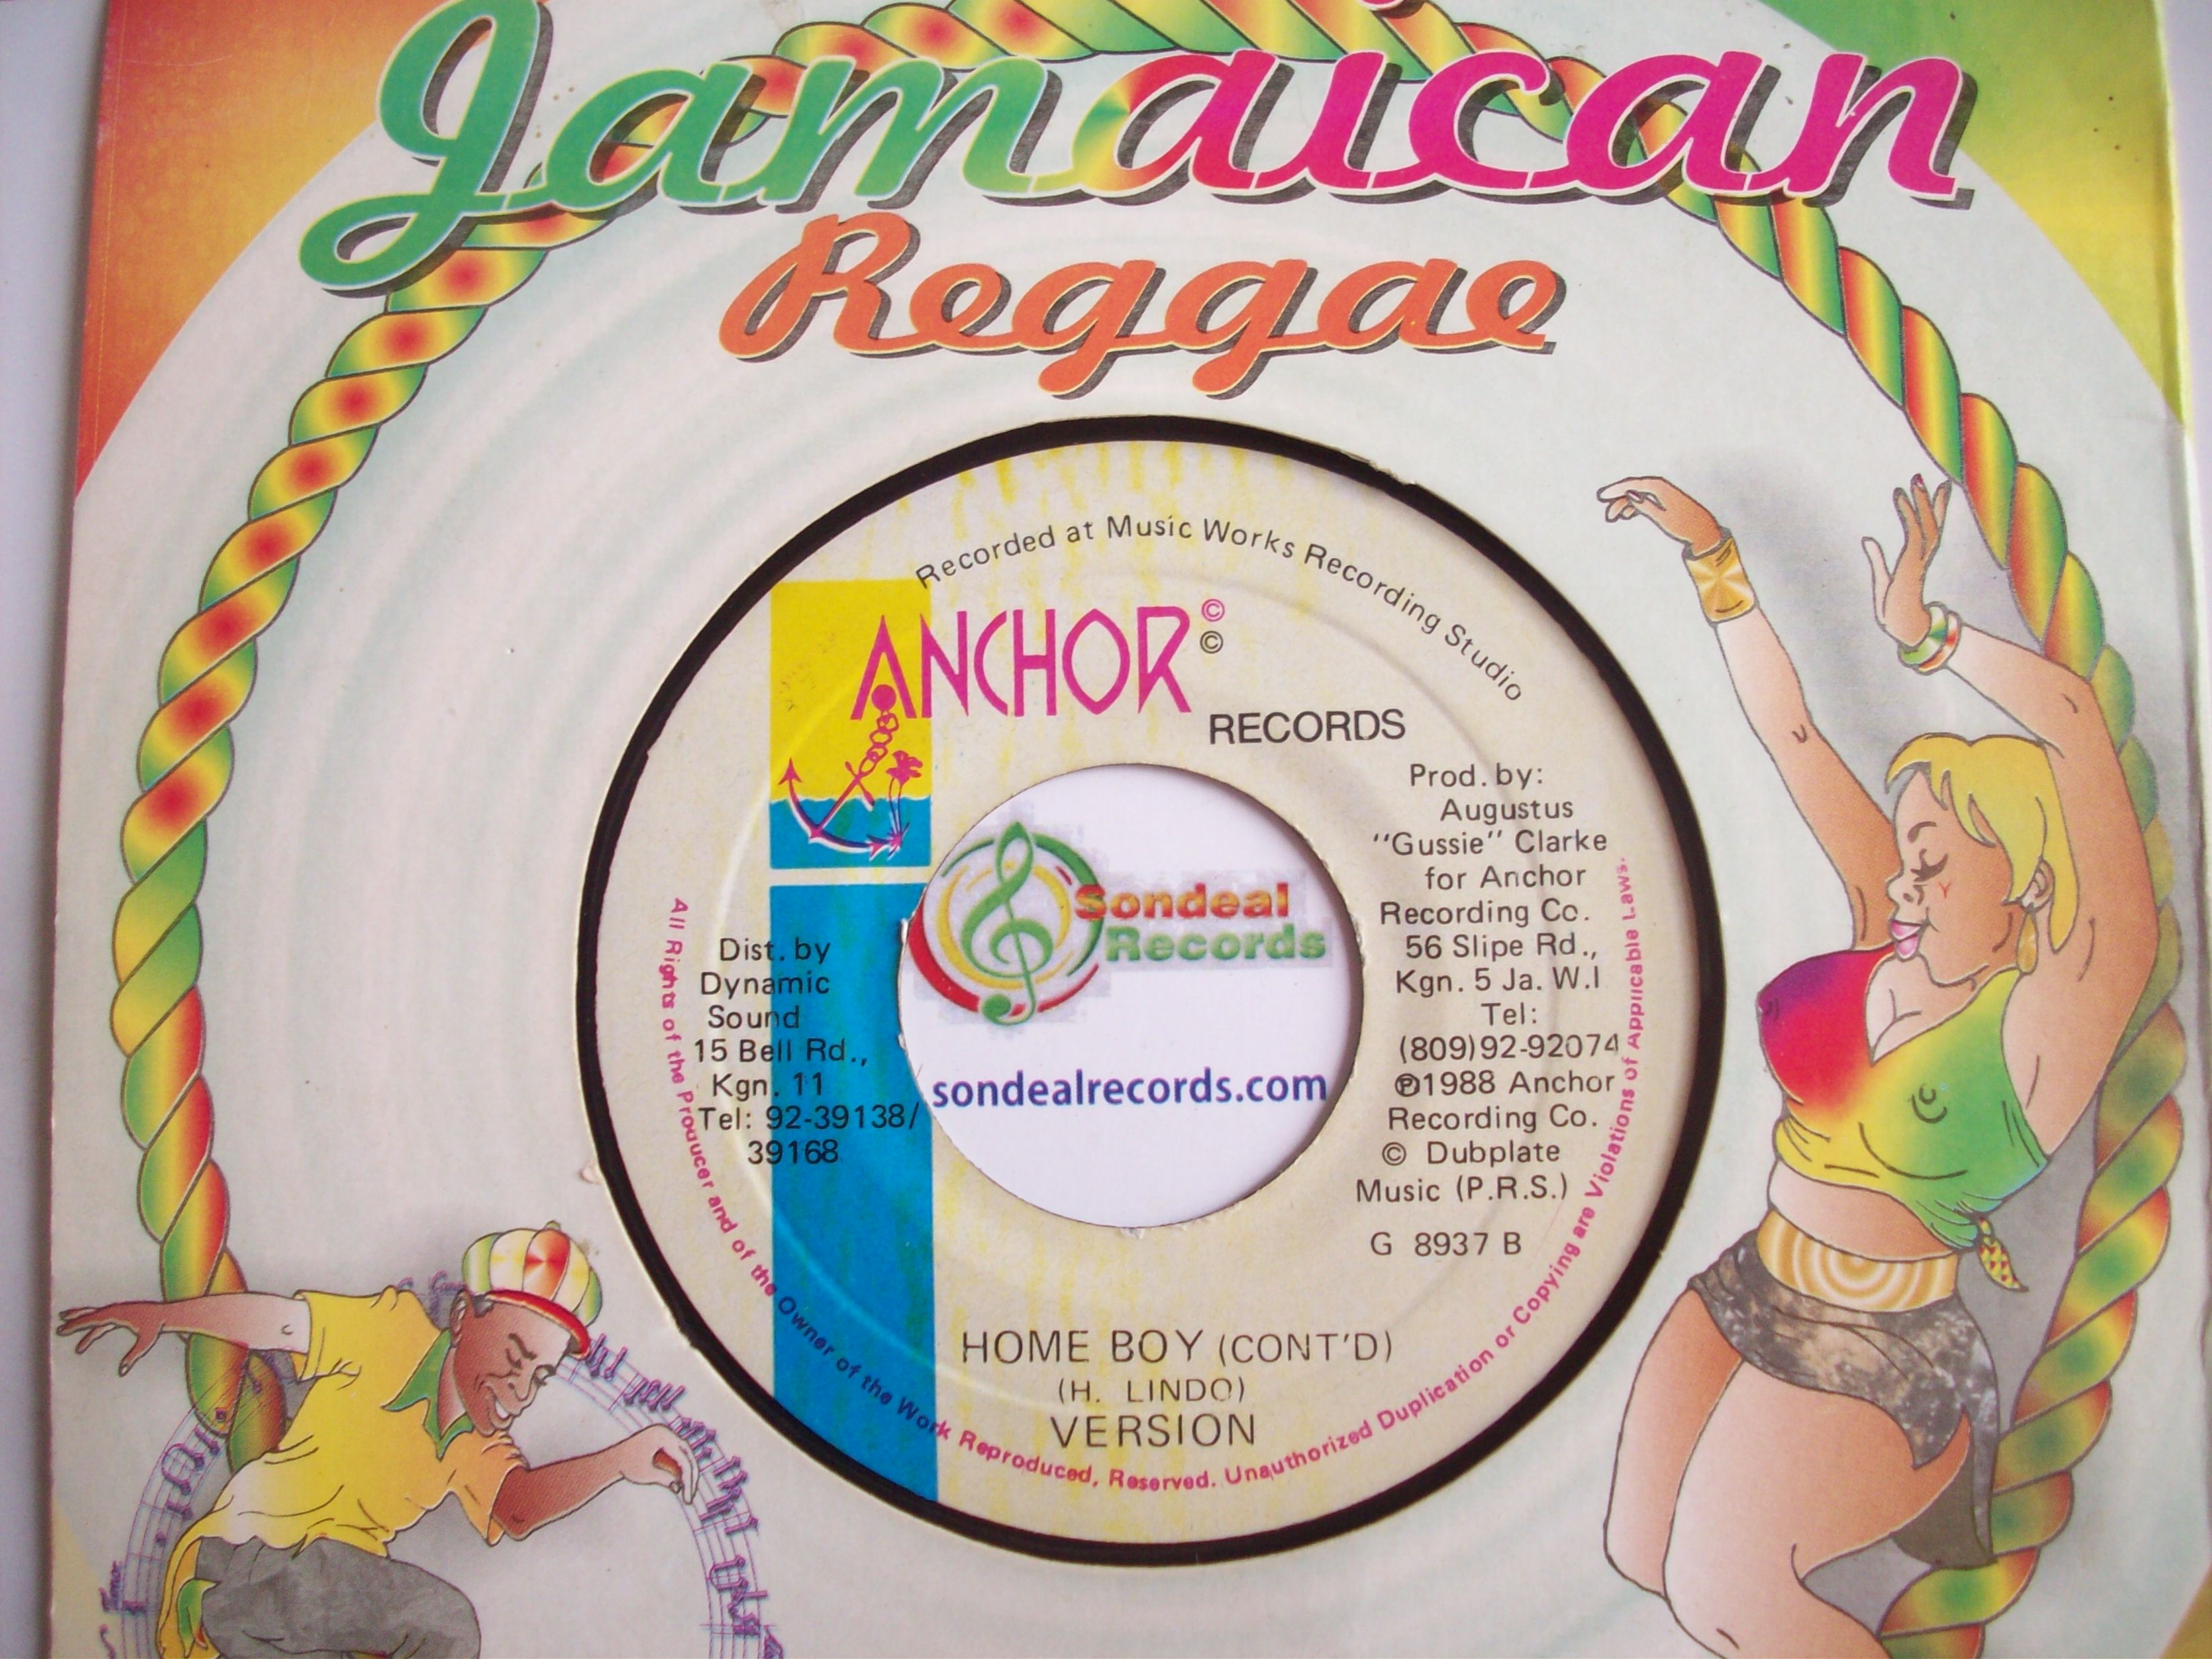 Jamaican
Reggae
Recorded at Music Works Recording Studio
ANCHOR©
©
RECORDS
Prod. by:
Augustus
"Gussie" Clarke
for Anchor
Recording Co.
56 Slipe Rd.,
Kgn. 5 Ja. W.I
Tel:
(809)92-92074
℗1988 Anchor
Recording Co.
© Dubplate
Music (P.R.S.)
G 8937 B
Dist. by
Dynamic
Sound
15 Bell Rd.,
Kgn. 11
Tel: 92-39138/
39168
Sondeal
Records
sondealrecords.com
HOME BOY (CONT'D)
(H. LINDO)
VERSION
All Rights of the Producer and of the Owner of the Work Reproduced, Reserved. Unauthorized Duplication or Copying are Violations of Applicable Laws.